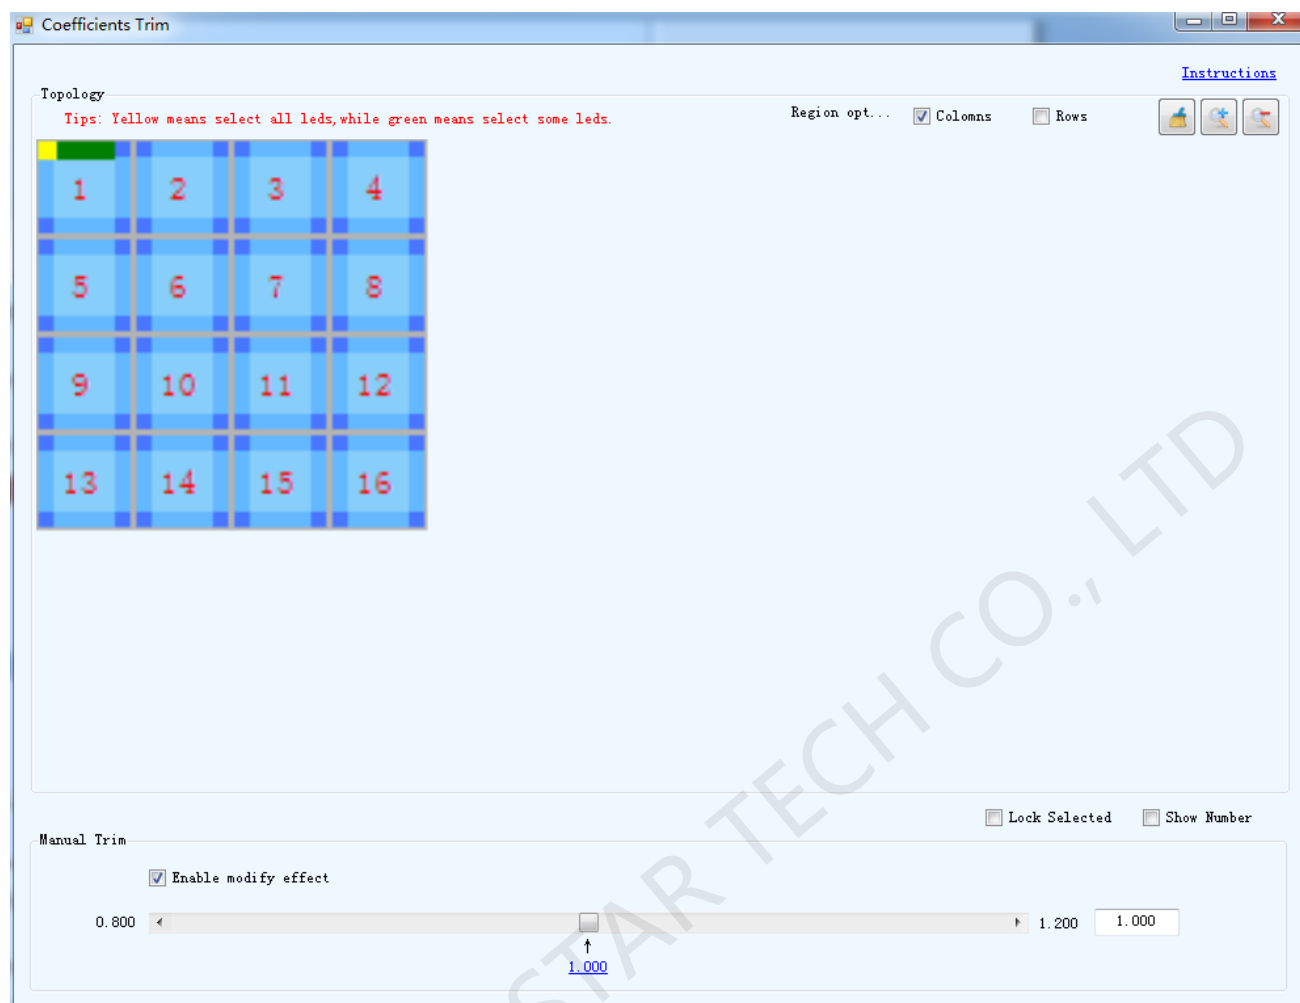 Coefficients Trim
Instructions
Topology
Tips: Yellow means select all leds, while green means select some leds.
Region opt... Colomns Rows
1 2 3 4
5 6 7 8
9 10 11 12
13 14 15 16
Lock Selected Show Number
Manual Trim
Enable modify effect
0.800 1.200 1.000
1.000
STAR TECH CO., LTD